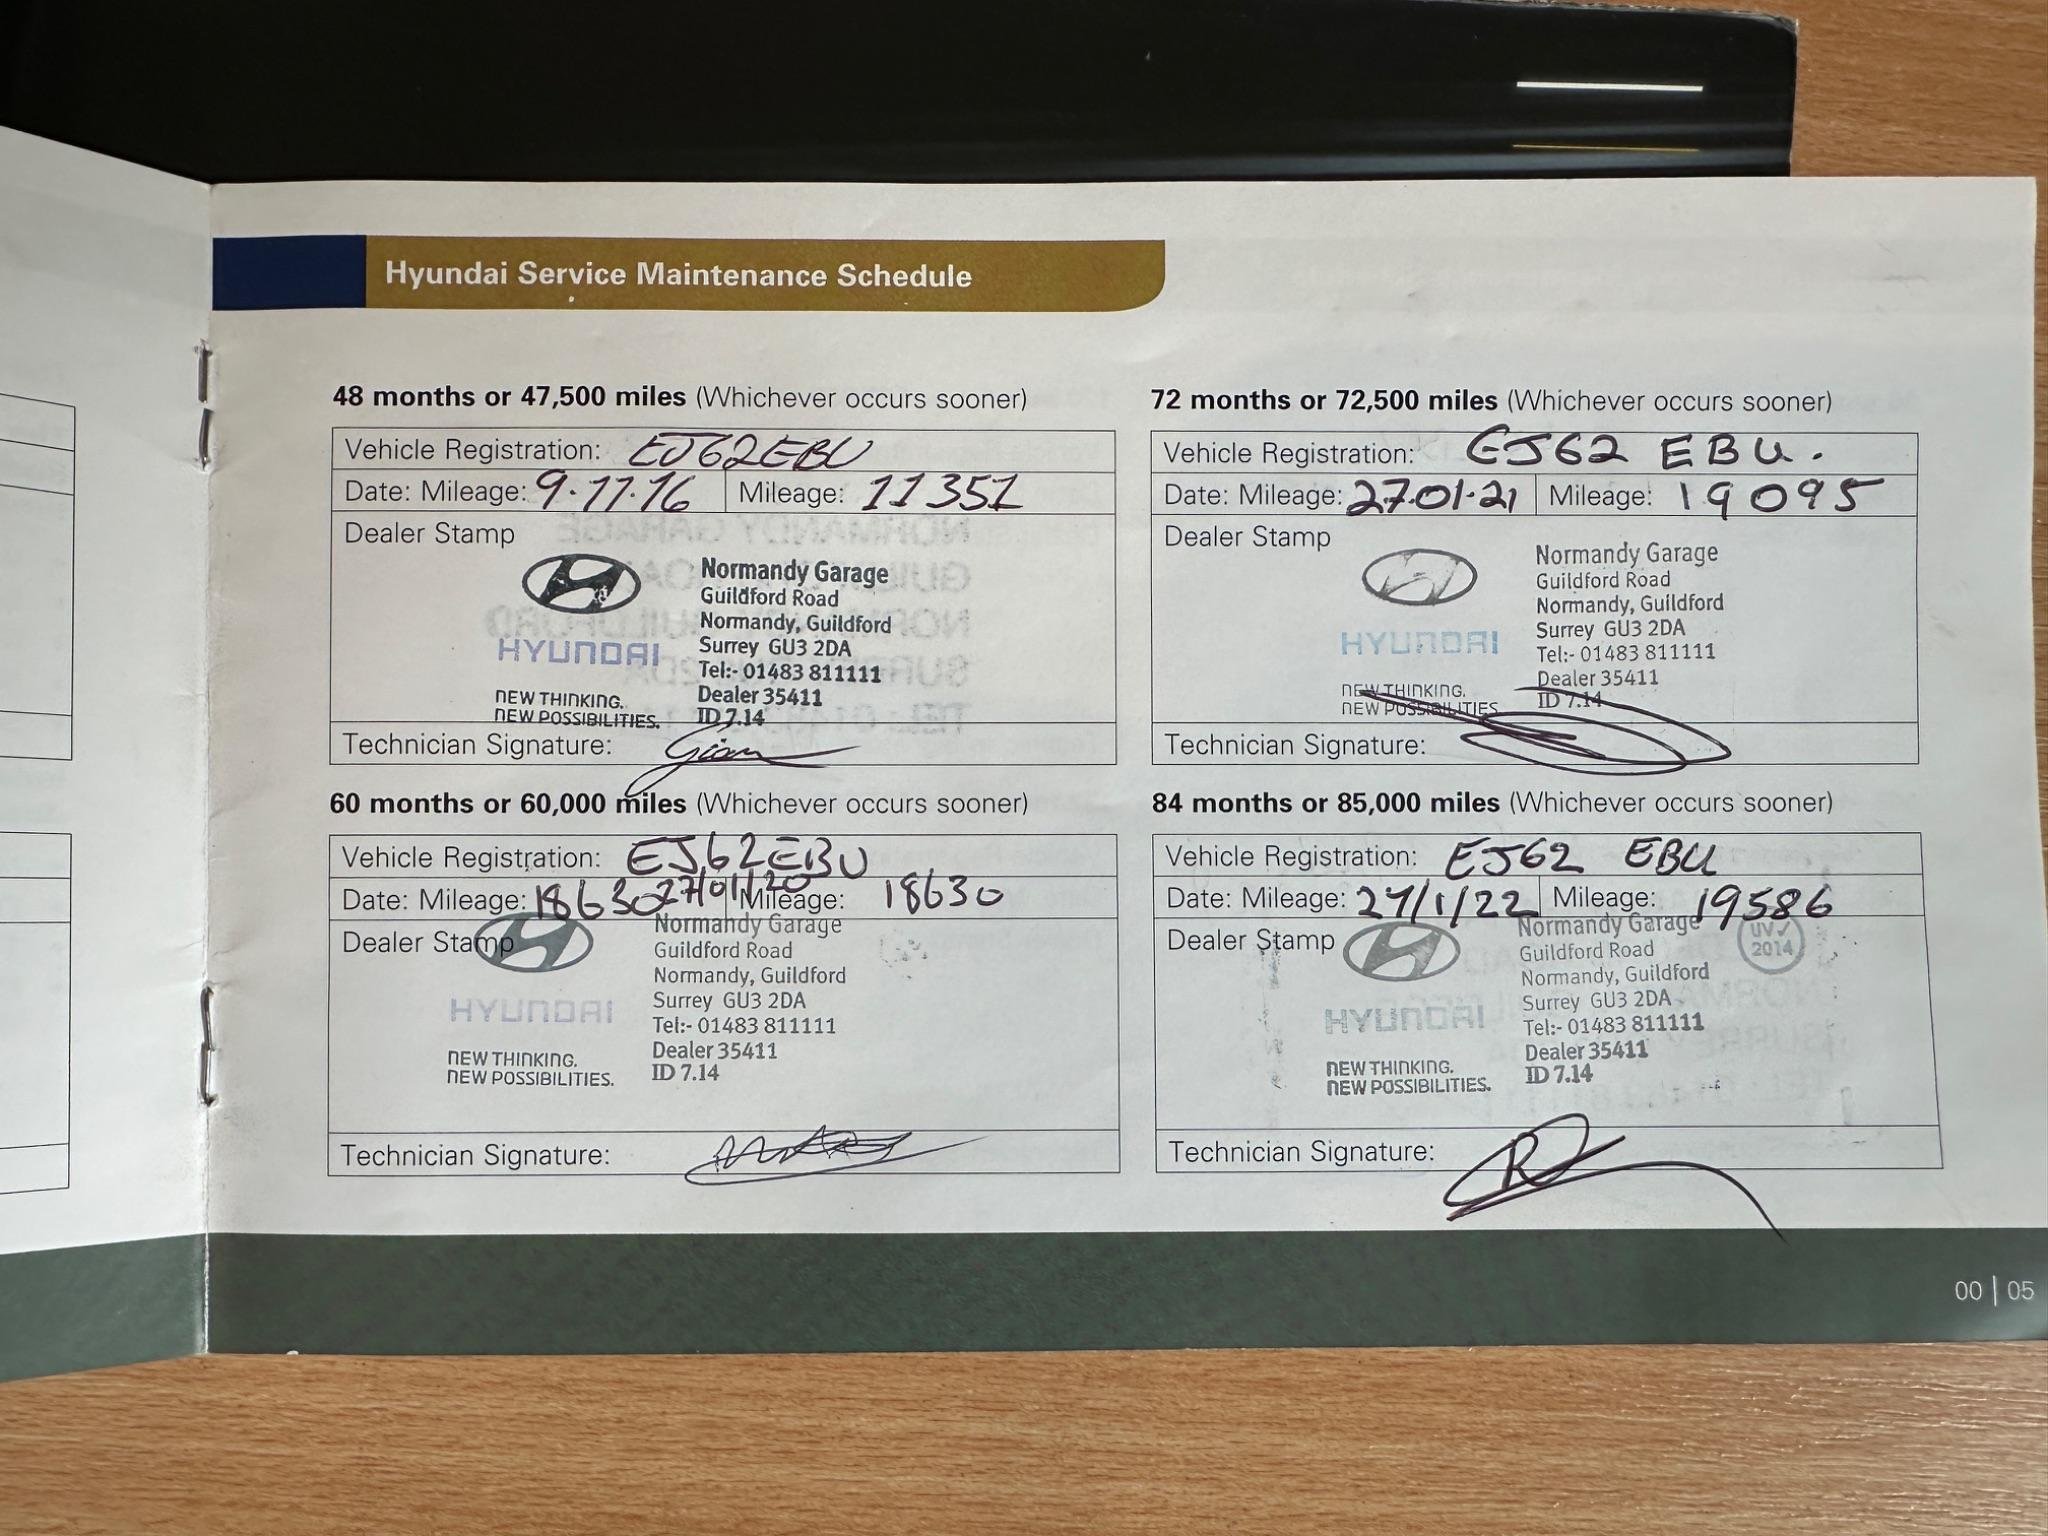 Hyundai Service Maintenance Schedule
48 months or 47,500 miles (Whichever occurs sooner)
Vehicle Registration: EJ62EBU
Date: Mileage: 9.11.16 Mileage: 11351
Dealer Stamp
HYUNDAI
NEW THINKING.
NEW POSSIBILITIES.
Normandy Garage
Guildford Road
Normandy, Guildford
Surrey GU3 2DA
Tel:- 01483 811111
Dealer 35411
ID 7.14
Technician Signature:
60 months or 60,000 miles (Whichever occurs sooner)
Vehicle Registration: EJ62EBU
Date: Mileage: 18630 27/01/20 Mileage: 18630
Dealer Stamp
HYUNDAI
NEW THINKING.
NEW POSSIBILITIES.
Normandy Garage
Guildford Road
Normandy, Guildford
Surrey GU3 2DA
Tel:- 01483 811111
Dealer 35411
ID 7.14
Technician Signature:
72 months or 72,500 miles (Whichever occurs sooner)
Vehicle Registration: EJ62 EBU.
Date: Mileage: 27.01.21 Mileage: 19095
Dealer Stamp
HYUNDAI
NEW THINKING.
NEW POSSIBILITIES
Normandy Garage
Guildford Road
Normandy, Guildford
Surrey GU3 2DA
Tel:- 01483 811111
Dealer 35411
ID 7.14
Technician Signature:
84 months or 85,000 miles (Whichever occurs sooner)
Vehicle Registration: EJ62 EBU
Date: Mileage: 27/1/22 Mileage: 19586
Dealer Stamp
HYUNDAI
NEW THINKING.
NEW POSSIBILITIES.
Normandy Garage
Guildford Road
Normandy, Guildford
Surrey GU3 2DA
Tel:- 01483 811111
Dealer 35411
ID 7.14
UV✓
2014
Technician Signature:
00 | 05